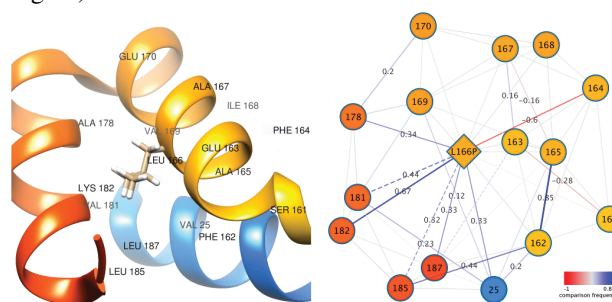 GLU 170
ALA 167
ILE 168
ALA 178
VAL 169
PHE 164
GLU 163
LEU 166
ALA 165
LYS 182
VAL 181
SER 161
VAL 25
LEU 187
PHE 162
LEU 185
170
167
168
0.2
164
0.16
-0.16
169
178
-0.6
0.34
163
165
L166P
0.44
-0.28
181
0.67
0.12
0.85
182
0.32
0.33
0.33
162
0.23
187
0.44
0.2
185
25
-1
0.8